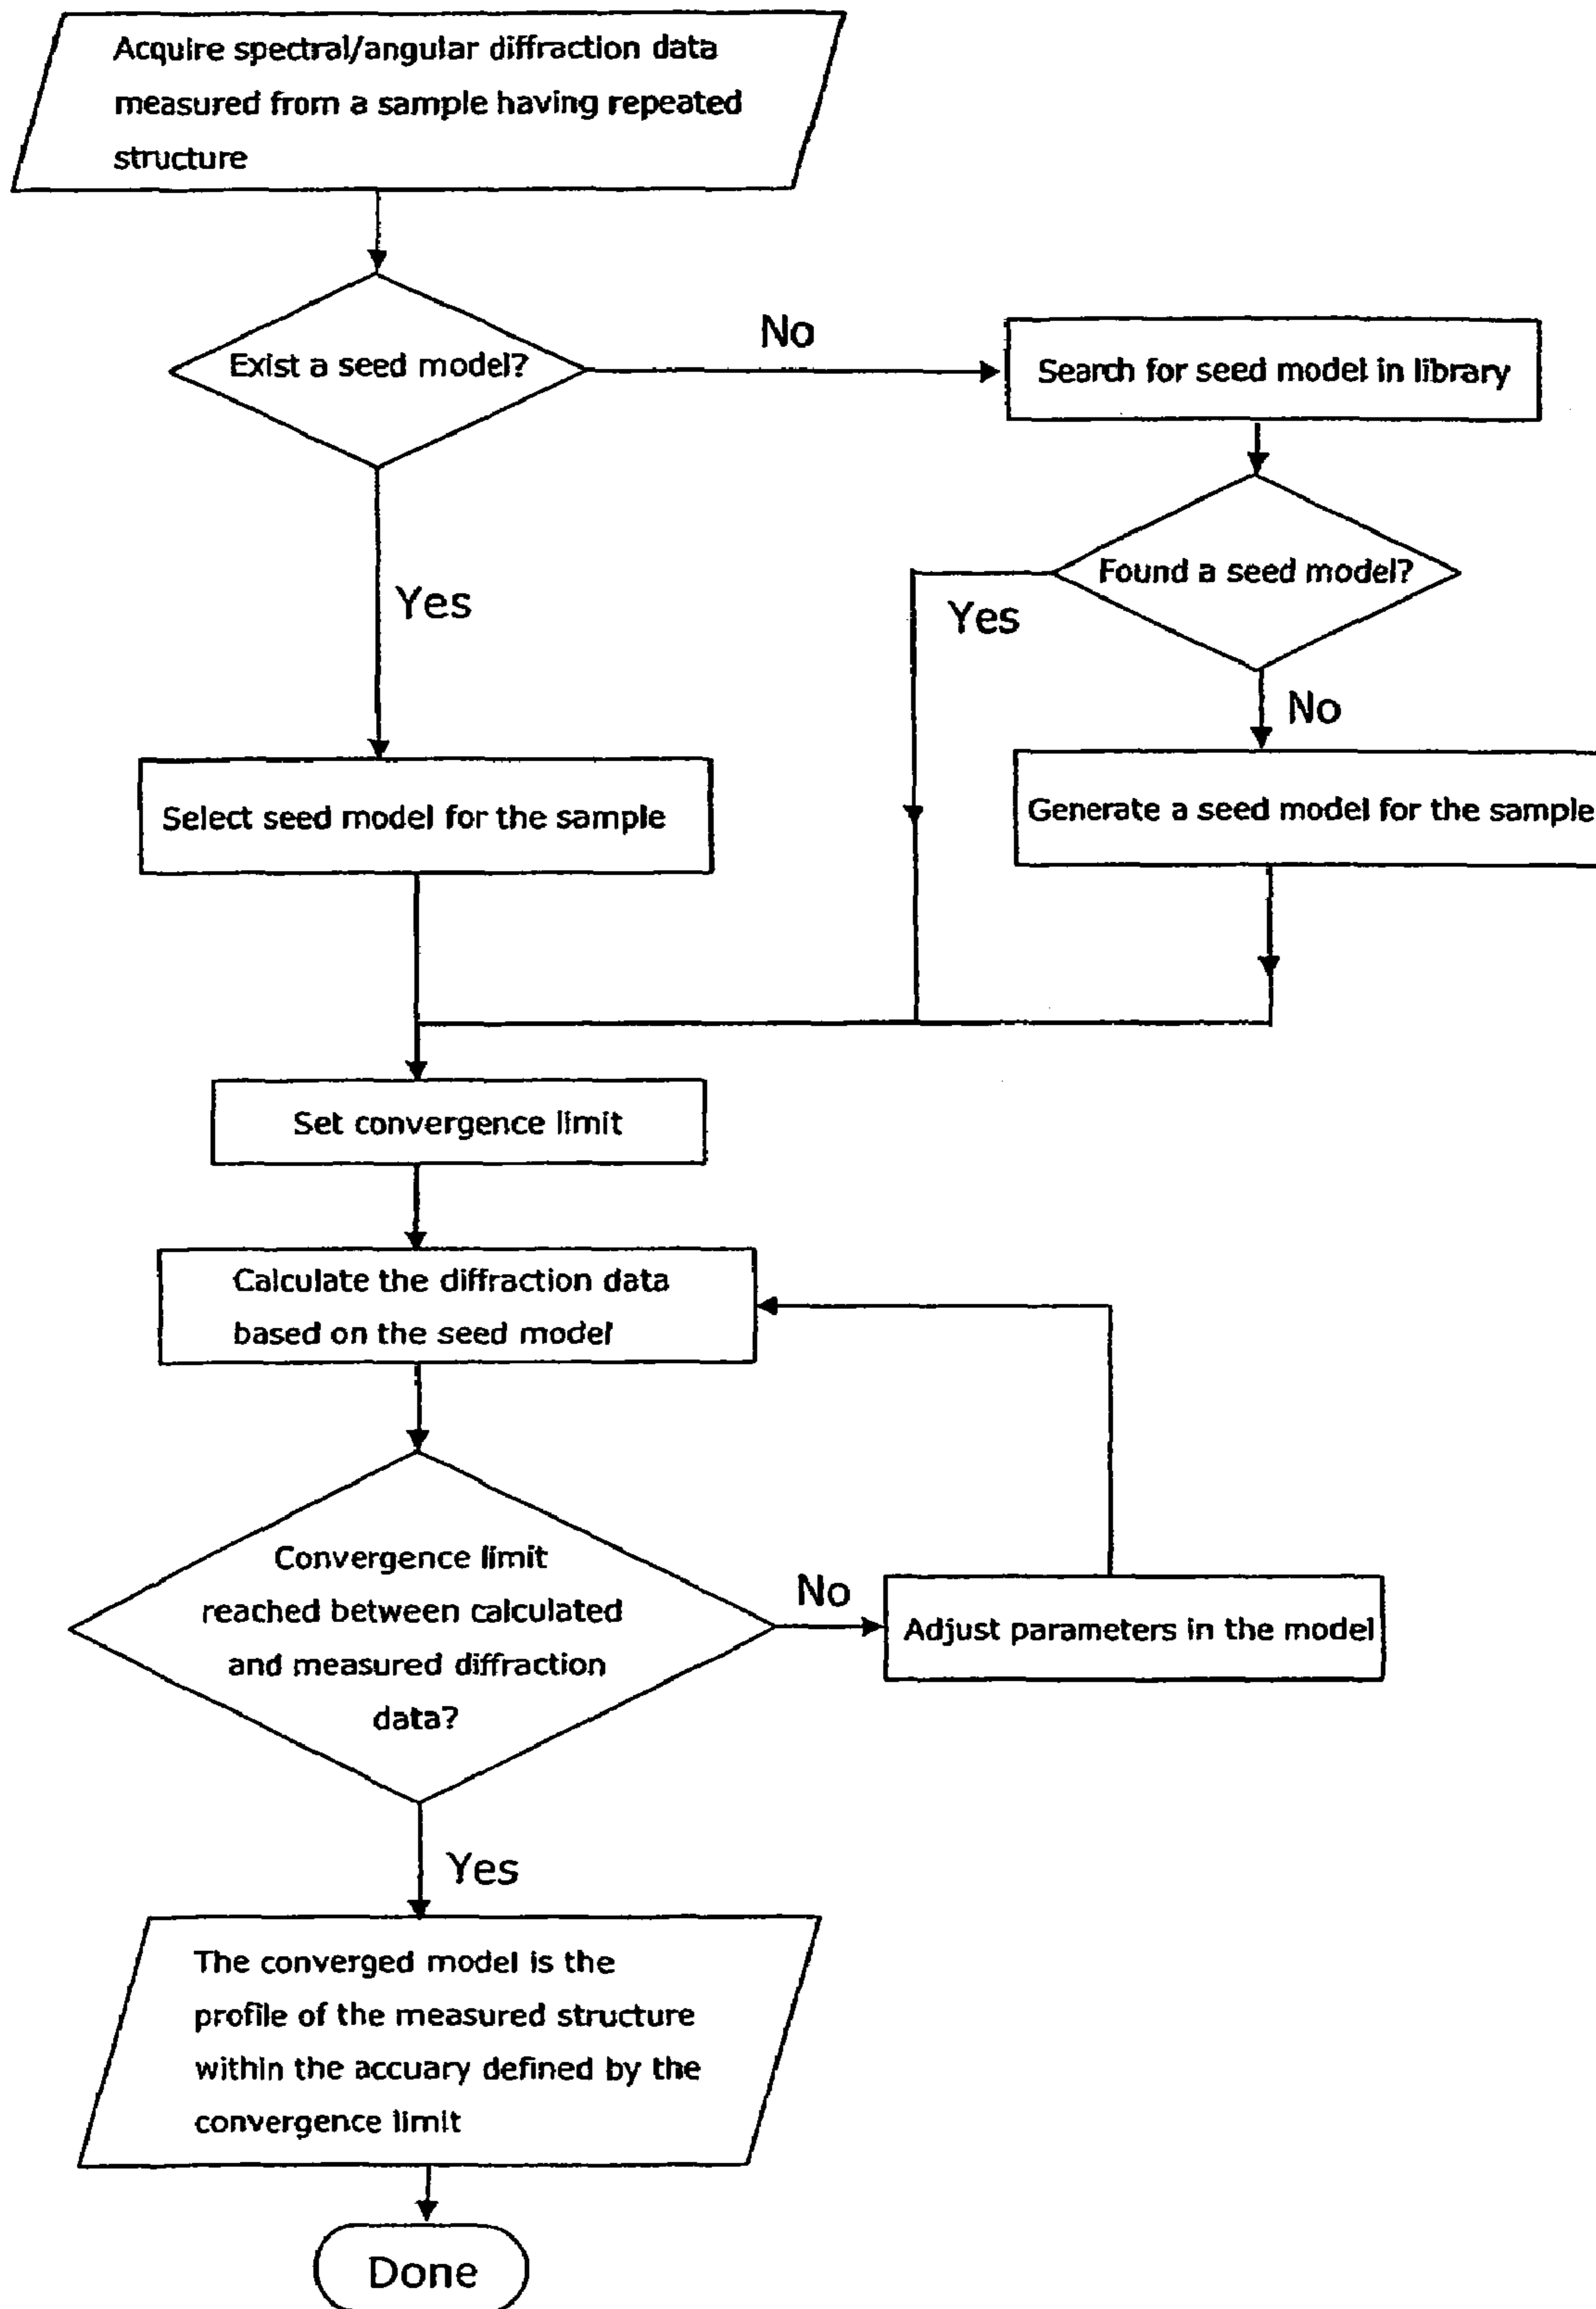 Acquire spectral/angular diffraction data
measured from a sample having repeated
structure
Exist a seed model?
No
Search for seed model in library
Found a seed model?
Yes
Yes
No
Select seed model for the sample
Generate a seed model for the sample
Set convergence limit
Calculate the diffraction data
based on the seed model
Convergence limit
reached between calculated
and measured diffraction
data?
No
Adjust parameters in the model
Yes
The converged model is the
profile of the measured structure
within the accuary defined by the
convergence limit
Done